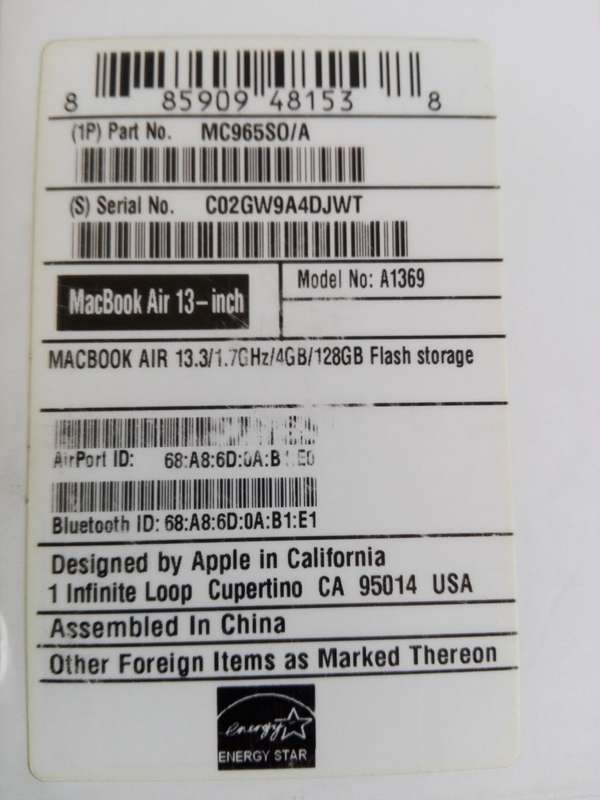 8 85909 48153 8
(1P) Part No. MC965SO/A
(S) Serial No. C02GW9A4DJWT
MacBook Air 13-inch
Model No: A1369
MACBOOK AIR 13.3/1.7GHz/4GB/128GB Flash storage
AirPort ID:
Bluetooth ID: 68:A8:6D:0A:B1:E1
Designed by Apple in California
1 Infinite Loop Cupertino CA 95014 USA
Assembled In China
Other Foreign Items as Marked Thereon
energy
ENERGY STAR